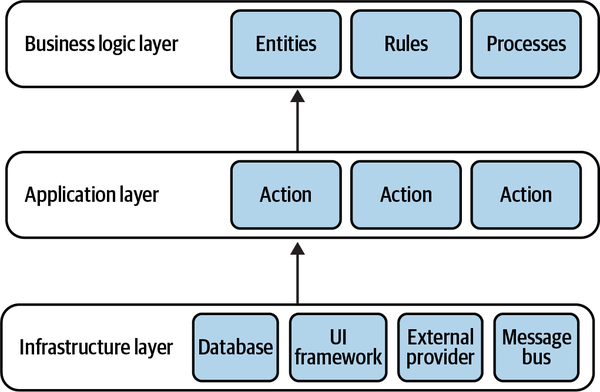 Business logic layer
Entities
Rules
Processes
Application layer
Action
Action
Action
Infrastructure layer
Database
UI
framework
External
provider
Message
bus